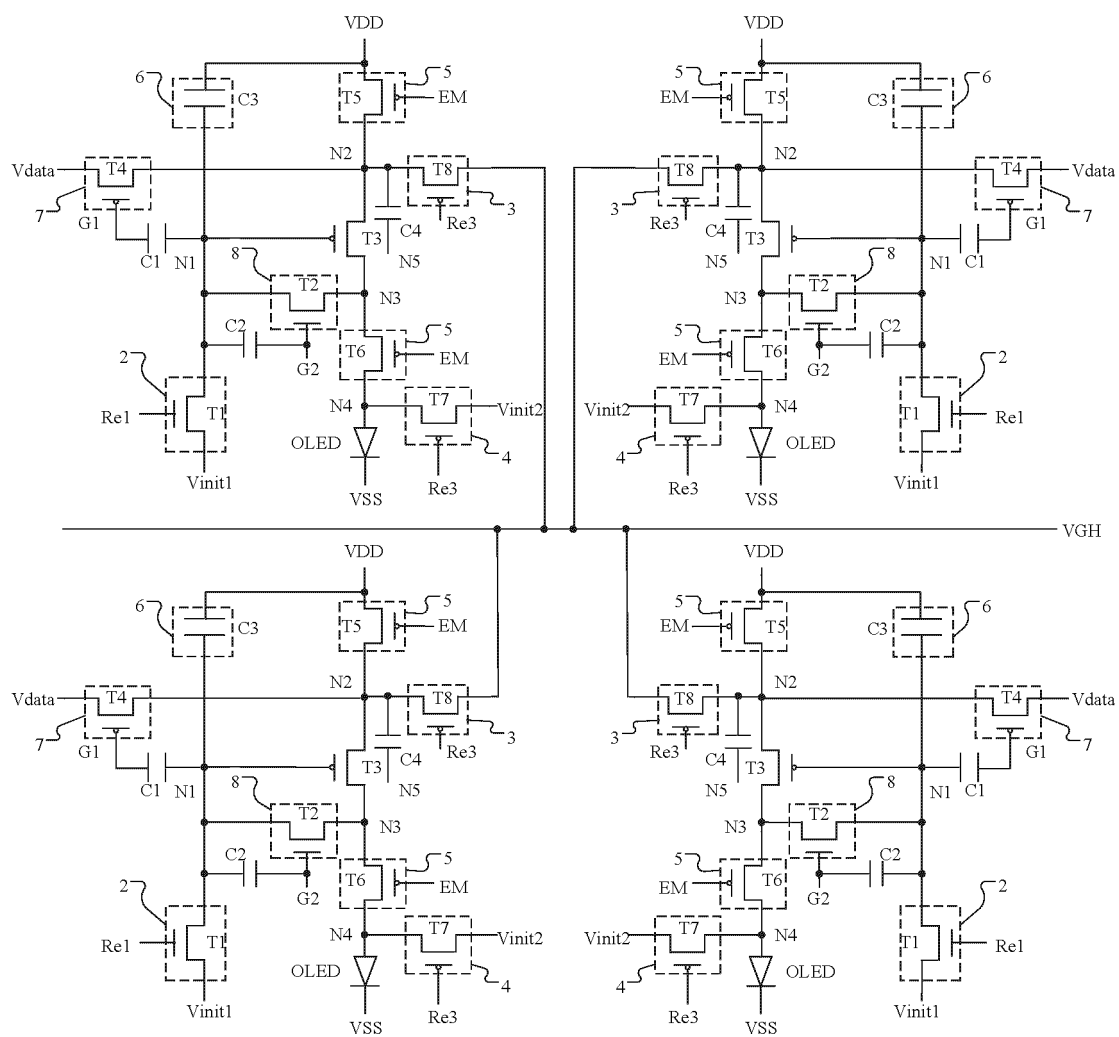 VDD VDD
6 C3 T5 5 EM 5 EM T5 C3 6
Vdata T4 N2 T8 T8 N2 T4 Vdata
7 G1 3 Re3 3 Re3 G1 7
C1 N1 T3 C4 C4 T3 N1 C1
8 N5 N5 8
T2 N3 N3 T2
C2 G2 T6 5 EM 5 EM T6 G2 C2
2 Re1 T1 N4 T7 Vinit2 Vinit2 T7 N4 T1 Re1 2
OLED 4 4 OLED
Vinit1 VSS Re3 Re3 VSS Vinit1
VGH
VDD VDD
6 C3 T5 5 EM 5 EM T5 C3 6
Vdata T4 N2 T8 T8 N2 T4 Vdata
7 G1 3 Re3 3 Re3 G1 7
C1 N1 T3 C4 C4 T3 N1 C1
8 N5 N5 8
T2 N3 N3 T2
C2 G2 T6 5 EM 5 EM T6 G2 C2
2 Re1 T1 N4 T7 Vinit2 Vinit2 T7 N4 T1 Re1 2
OLED 4 4 OLED
Vinit1 VSS Re3 Re3 VSS Vinit1